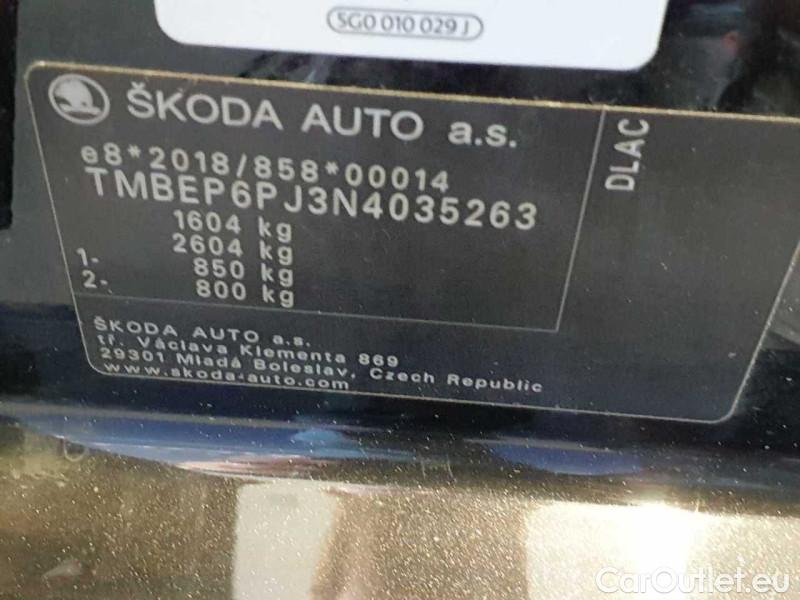 5G0 010 029 J
ŠKODA AUTO a.s.
DLAC
e8*2018/858*00014
TMBEP6PJ3N4035263
1604 kg
2604 kg
1- 850 kg
2- 800 kg
ŠKODA AUTO a.s.
tř. Václava Klementa 869
29301 Mladá Boleslav, Czech Republic
www.skoda-auto.com
CarOutlet.eu